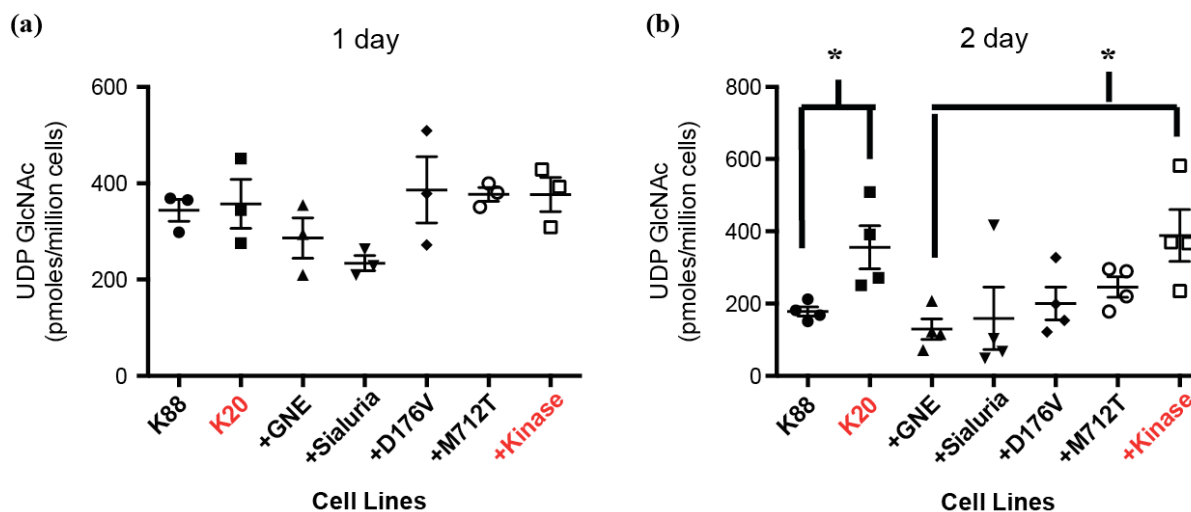 (a)
1 day
UDP GlcNAc
(pmoles/million cells)
600
400
200
0
K88
K20
+GNE
+Sialuria
+D176V
+M712T
+Kinase
Cell Lines
(b)
2 day
UDP GlcNAc
(pmoles/million cells)
800
600
400
200
0
*
*
K88
K20
+GNE
+Sialuria
+D176V
+M712T
+Kinase
Cell Lines